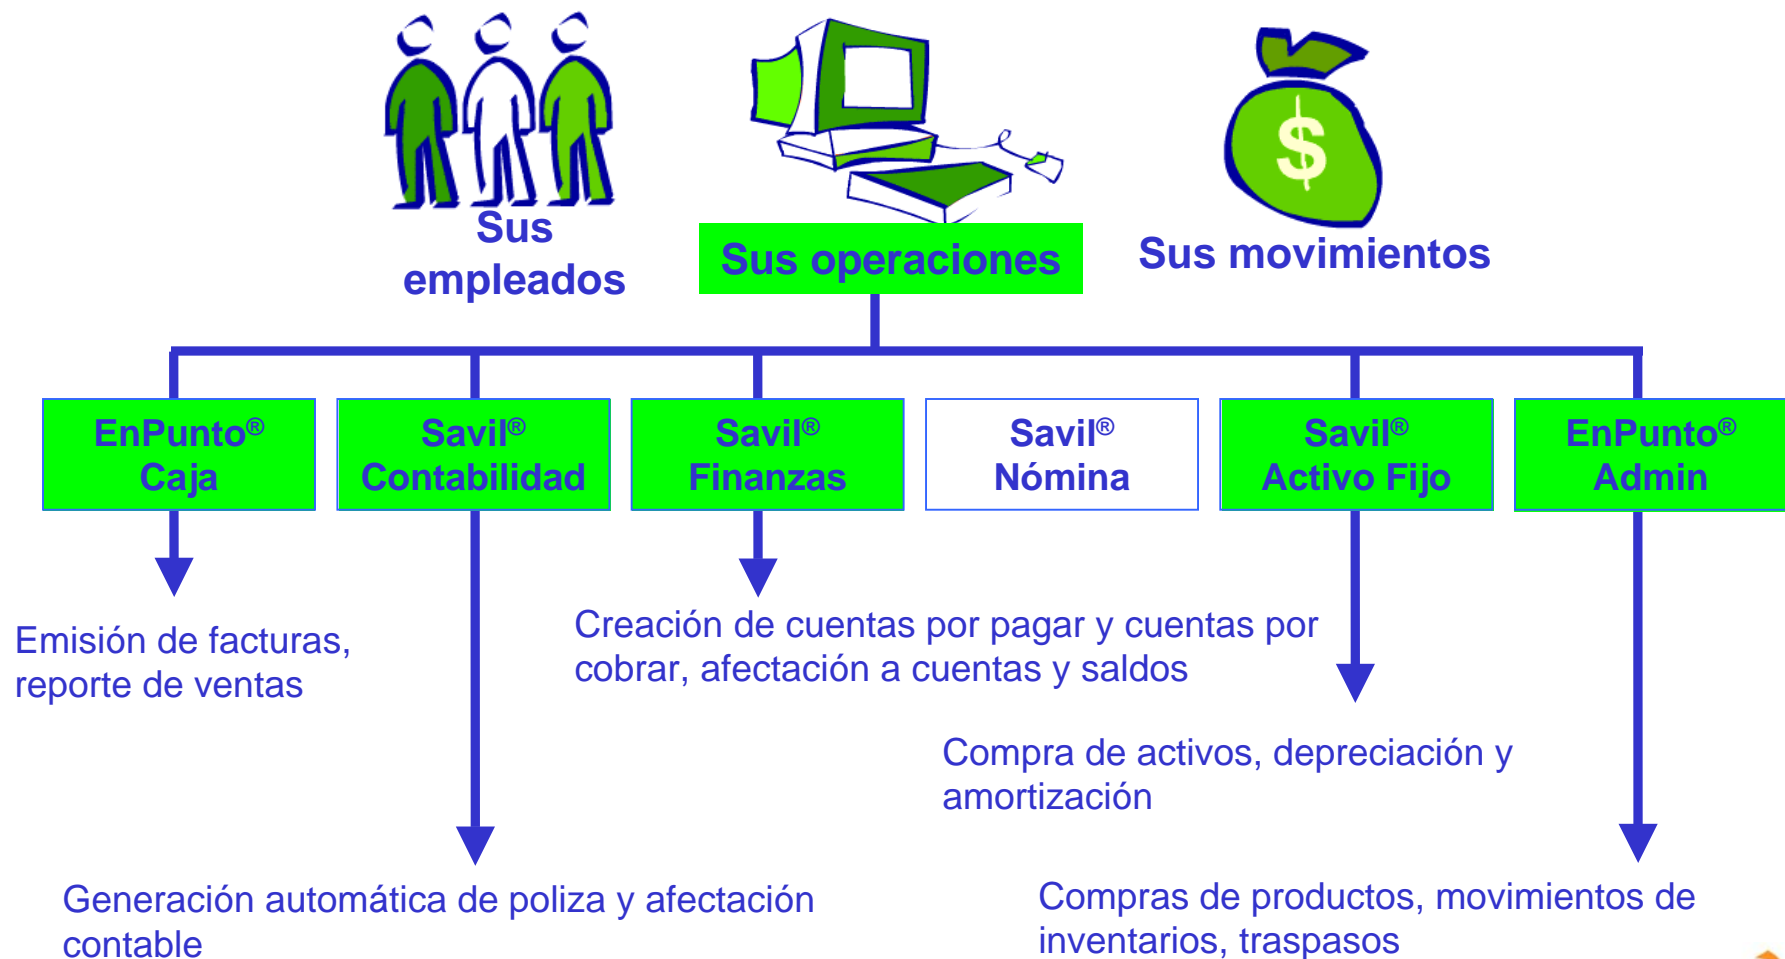 $
Sus
empleados
Sus operaciones
Sus movimientos
EnPunto®
Caja
Savil®
Contabilidad
Savil®
Finanzas
Savil®
Nómina
Savil®
Activo Fijo
EnPunto®
Admin
Emisión de facturas,
reporte de ventas
Creación de cuentas por pagar y cuentas por
cobrar, afectación a cuentas y saldos
Compra de activos, depreciación y
amortización
Generación automática de poliza y afectación
contable
Compras de productos, movimientos de
inventarios, traspasos